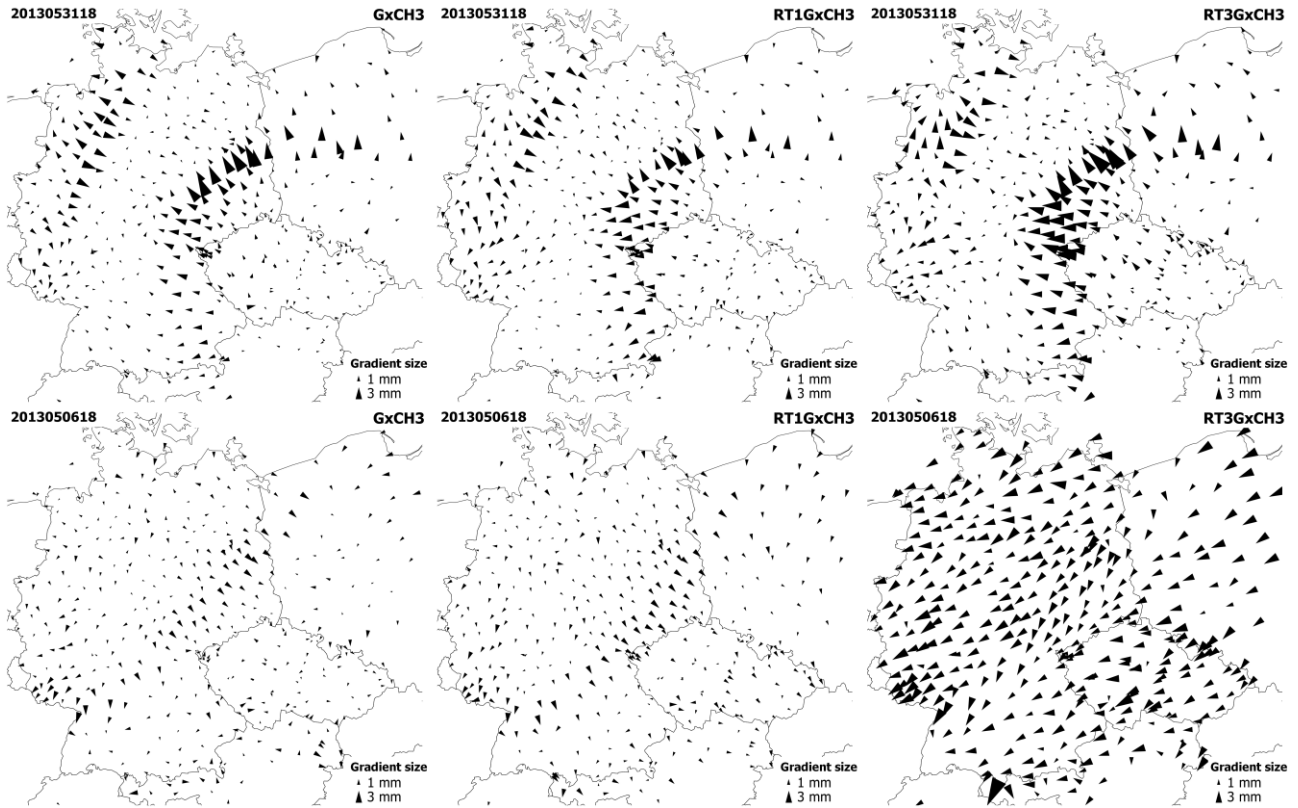 2013053118 GxCH3
2013053118 RT1GxCH3
2013053118 RT3GxCH3
Gradient size
1 mm
3 mm
Gradient size
1 mm
3 mm
Gradient size
1 mm
3 mm
2013050618 GxCH3
2013050618 RT1GxCH3
2013050618 RT3GxCH3
Gradient size
1 mm
3 mm
Gradient size
1 mm
3 mm
Gradient size
1 mm
3 mm